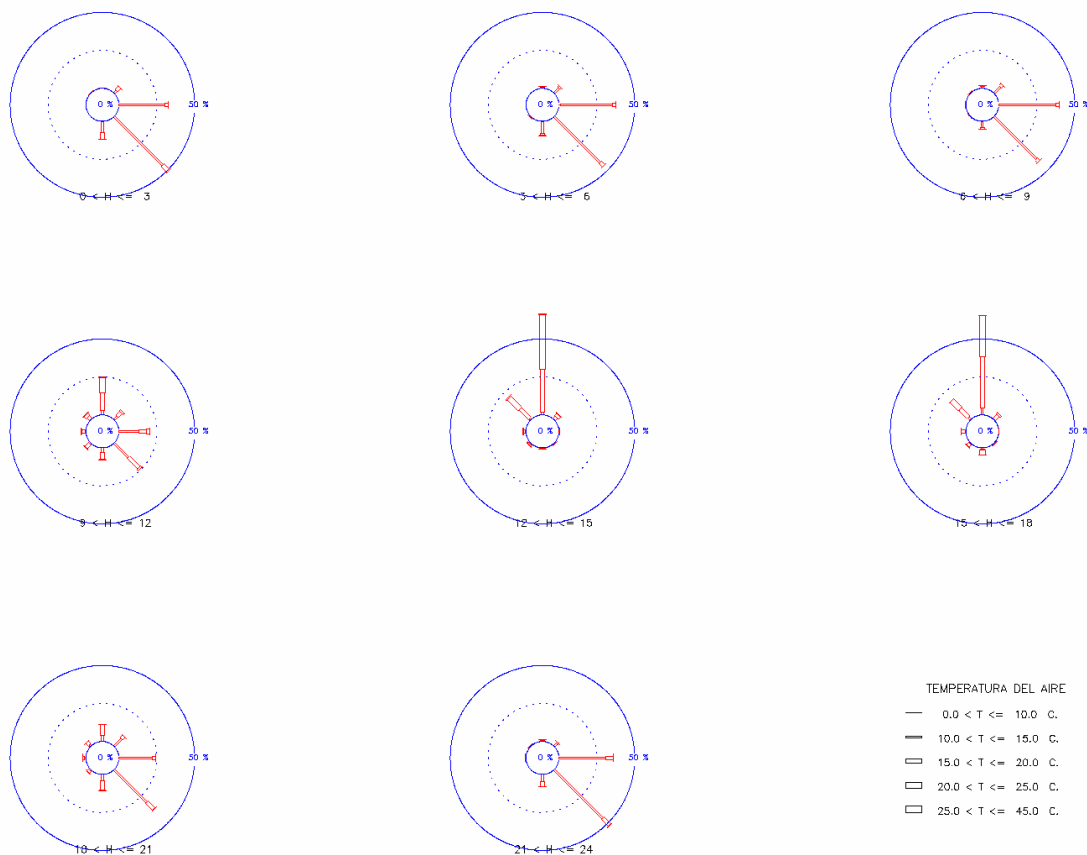 0 % 50 %
0 < H <= 3
0 % 50 %
3 < H <= 6
0 % 50 %
6 < H <= 9
0 % 50 %
9 < H <= 12
0 % 50 %
12 < H <= 15
0 % 50 %
15 < H <= 18
0 % 50 %
18 < H <= 21
0 % 50 %
21 < H <= 24
TEMPERATURA DEL AIRE
0.0 < T <= 10.0 C.
10.0 < T <= 15.0 C.
15.0 < T <= 20.0 C.
20.0 < T <= 25.0 C.
25.0 < T <= 45.0 C.